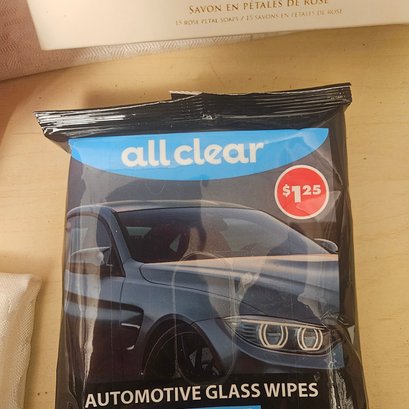 SAVON EN PÉTALES DE ROSE
15 ROSE PETAL SOAPS / 15 SAVONS EN PÉTALES DE ROSE
all clear
$1.25
AUTOMOTIVE GLASS WIPES